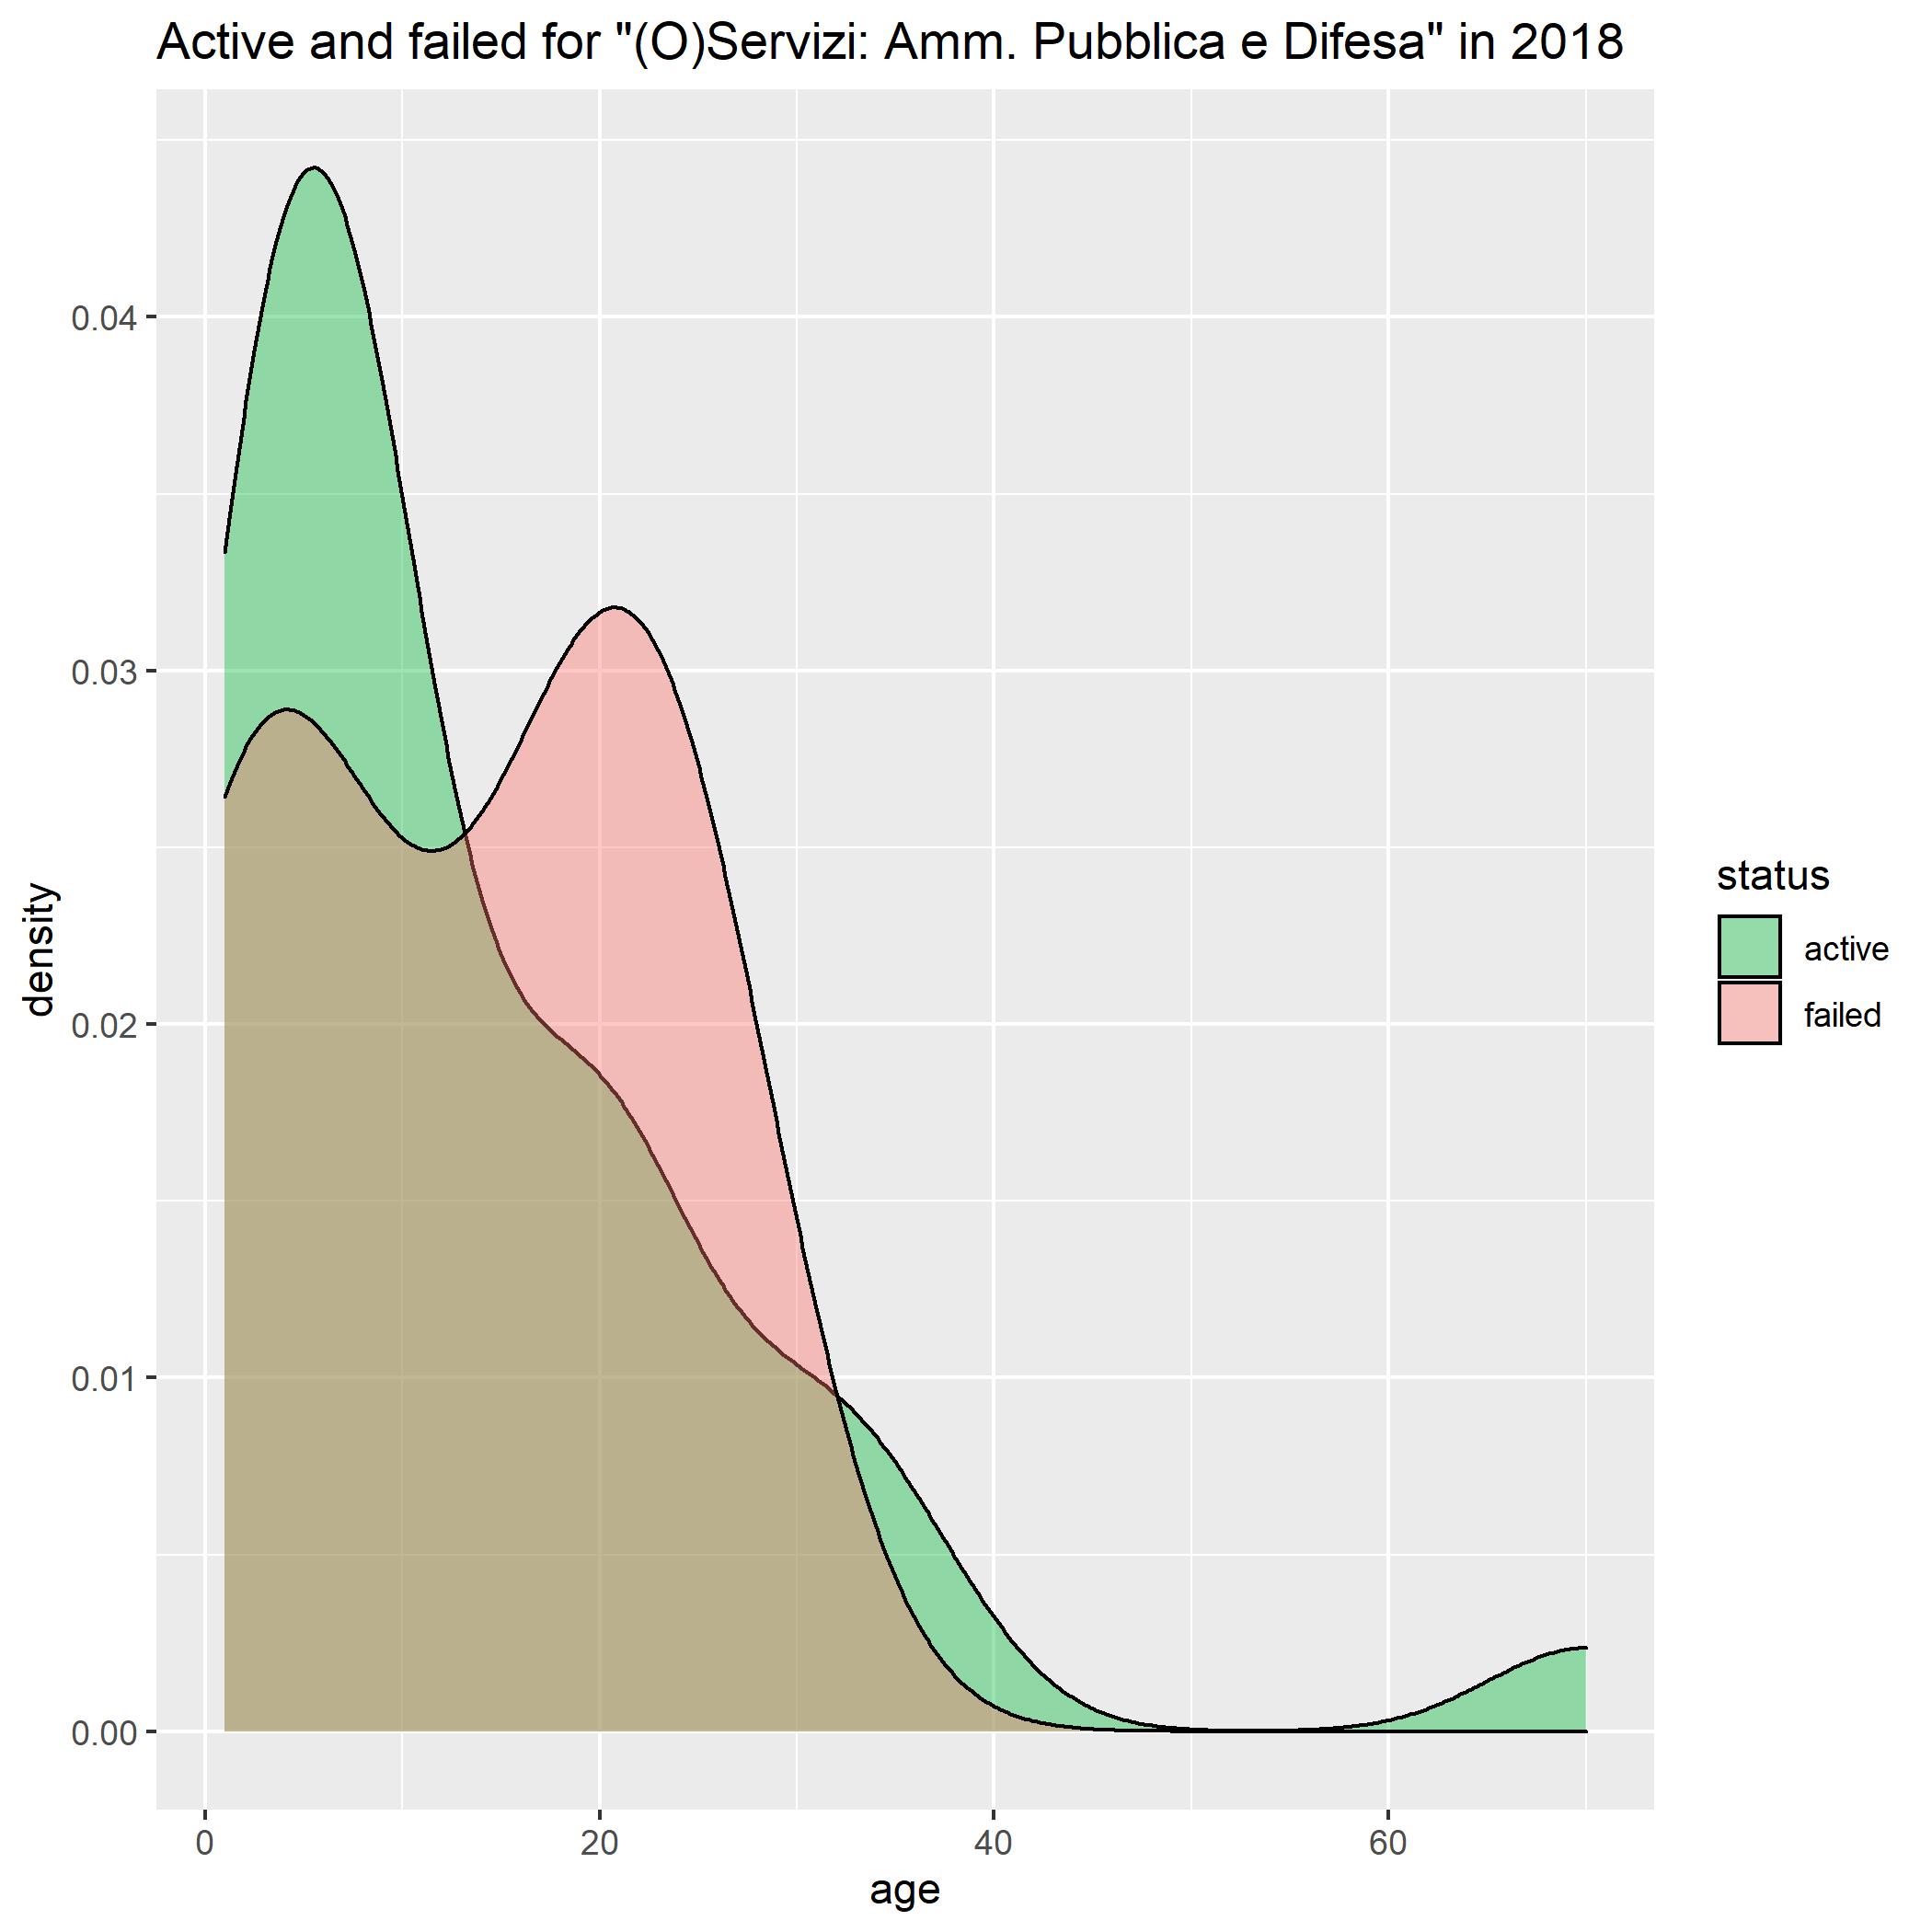 Active and failed for "(O)Servizi: Amm. Pubblica e Difesa" in 2018
0.04
0.03
0.02
0.01
0.00
density
0 20 40 60
age
status
active
failed